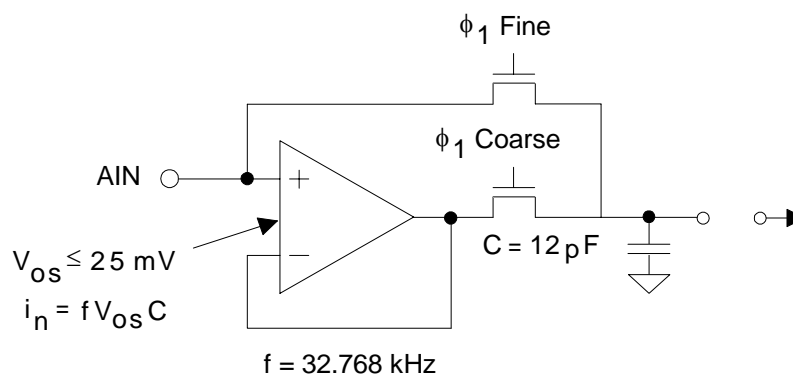 ϕ1 Fine
ϕ1 Coarse
AIN
+
−
Vos ≤ 25 mV
in = f Vos C
C = 12 pF
f = 32.768 kHz